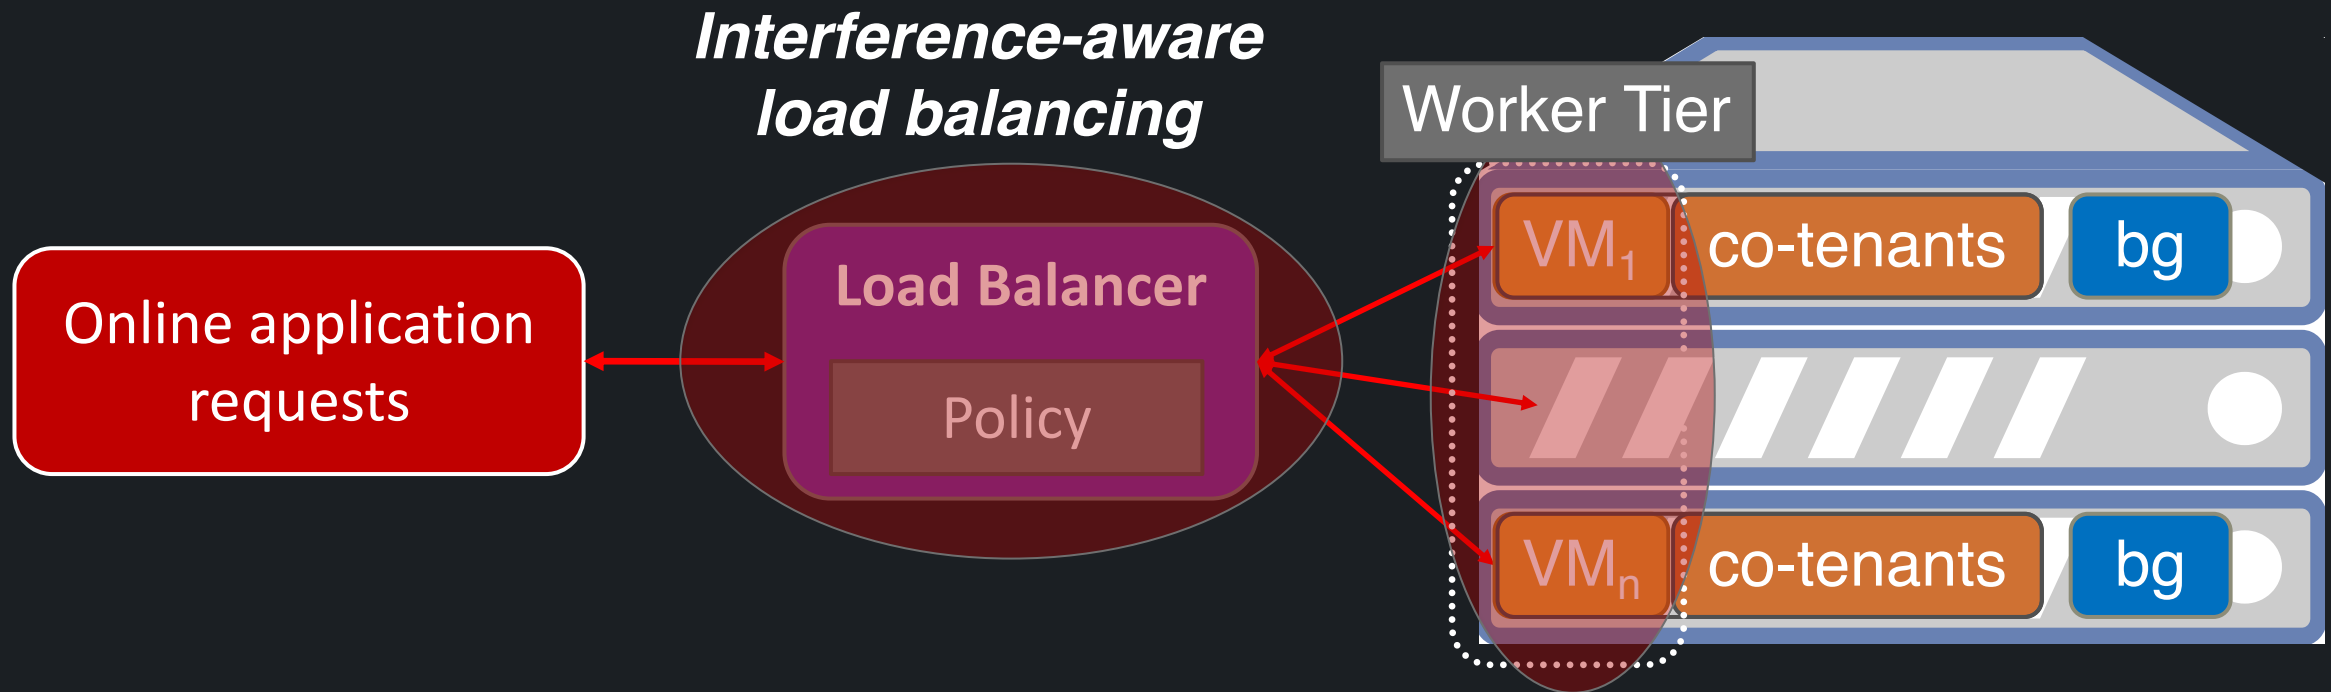 Interference-aware
load balancing
Worker Tier
Online application
requests
Load Balancer
Policy
VM₁ co-tenants bg
VMₙ co-tenants bg